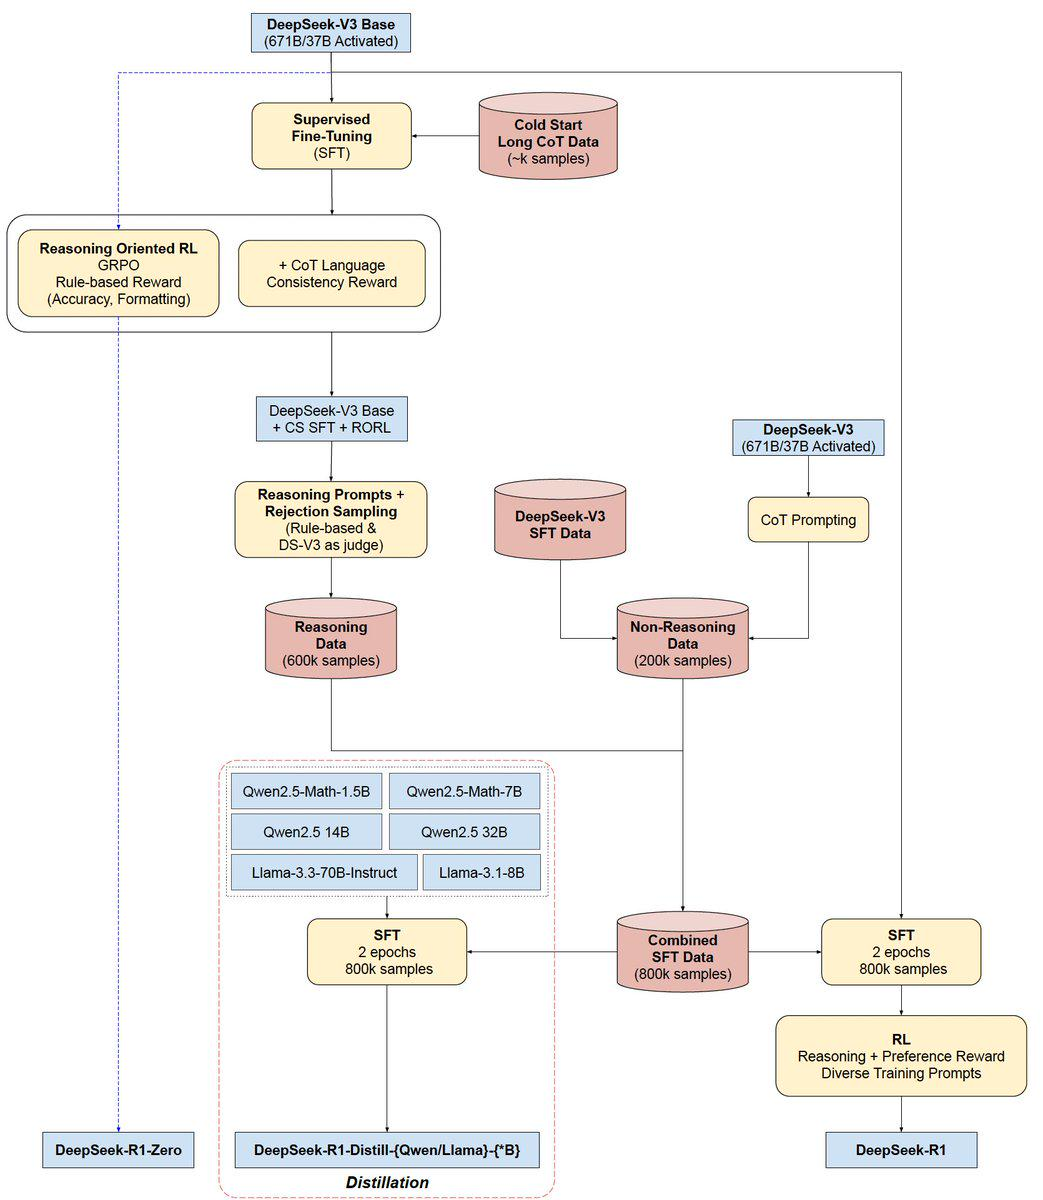 DeepSeek-V3 Base
(671B/37B Activated)
Supervised
Fine-Tuning
(SFT)
Cold Start
Long CoT Data
(~k samples)
Reasoning Oriented RL
GRPO
Rule-based Reward
(Accuracy, Formatting)
+ CoT Language
Consistency Reward
DeepSeek-V3 Base
+ CS SFT + RORL
DeepSeek-V3
(671B/37B Activated)
Reasoning Prompts +
Rejection Sampling
(Rule-based &
DS-V3 as judge)
DeepSeek-V3
SFT Data
CoT Prompting
Reasoning
Data
(600k samples)
Non-Reasoning
Data
(200k samples)
Qwen2.5-Math-1.5B
Qwen2.5-Math-7B
Qwen2.5 14B
Qwen2.5 32B
Llama-3.3-70B-Instruct
Llama-3.1-8B
SFT
2 epochs
800k samples
Combined
SFT Data
(800k samples)
SFT
2 epochs
800k samples
RL
Reasoning + Preference Reward
Diverse Training Prompts
DeepSeek-R1-Zero
DeepSeek-R1-Distill-{Qwen/Llama}-{*B}
DeepSeek-R1
Distillation